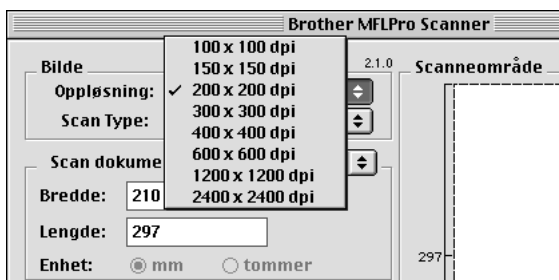 Brother MFLPro Scanner
Bilde
2.1.0
Scanneområde
Oppløsning:
100 x 100 dpi
150 x 150 dpi
✓ 200 x 200 dpi
300 x 300 dpi
400 x 400 dpi
600 x 600 dpi
1200 x 1200 dpi
2400 x 2400 dpi
Scan Type:
Scan dokume
Bredde: 210
Lengde: 297
Enhet: mm tommer
297